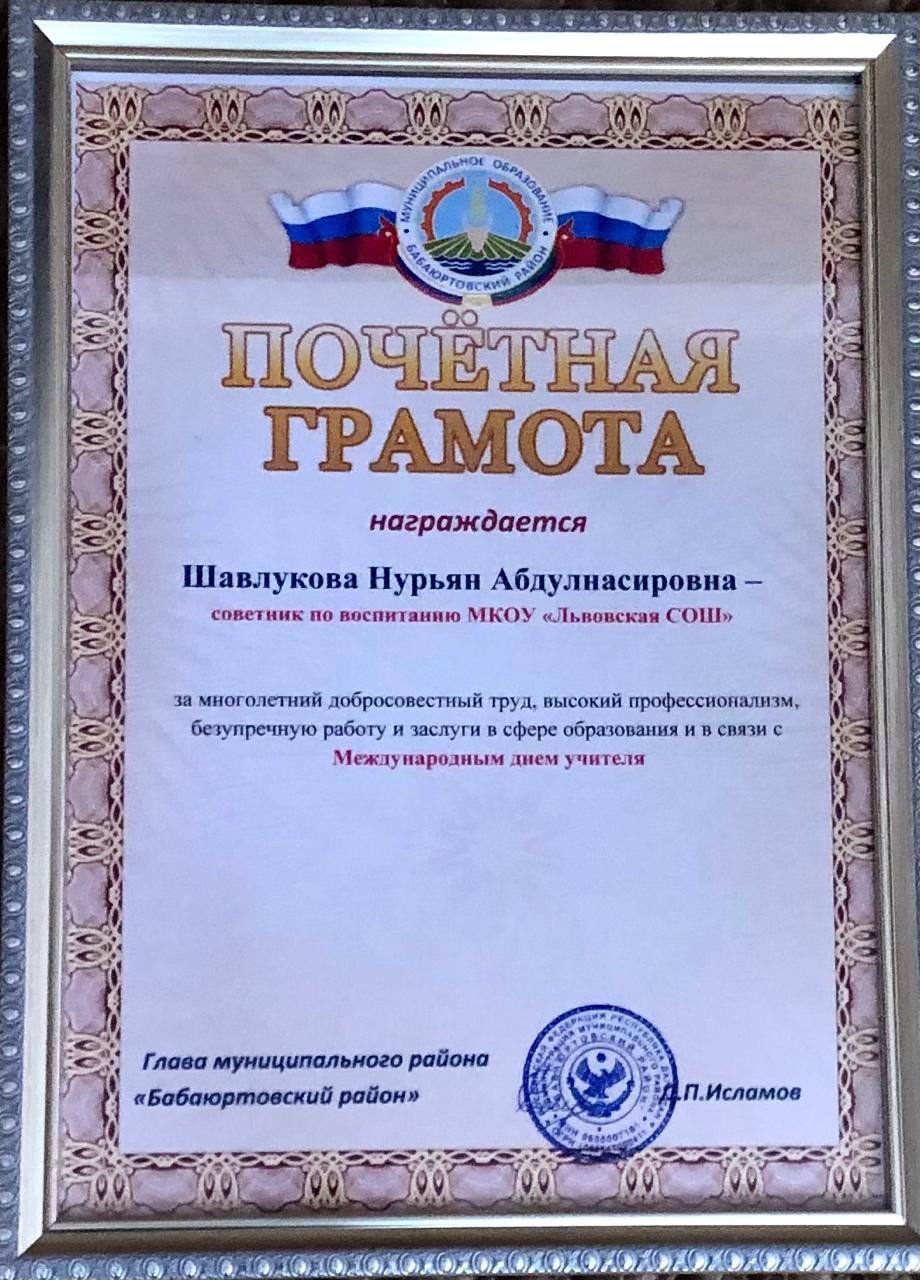 МУНИЦИПАЛЬНОЕ ОБРАЗОВАНИЕ
БАБАЮРТОВСКИЙ РАЙОН
ПОЧЁТНАЯ
ГРАМОТА
награждается
Шавлукова Нурьян Абдулнасировна –
советник по воспитанию МКОУ «Львовская СОШ»
за многолетний добросовестный труд, высокий профессионализм,
безупречную работу и заслуги в сфере образования и в связи с
Международным днем учителя
Глава муниципального района
«Бабаюртовский район»
Д.П.Исламов